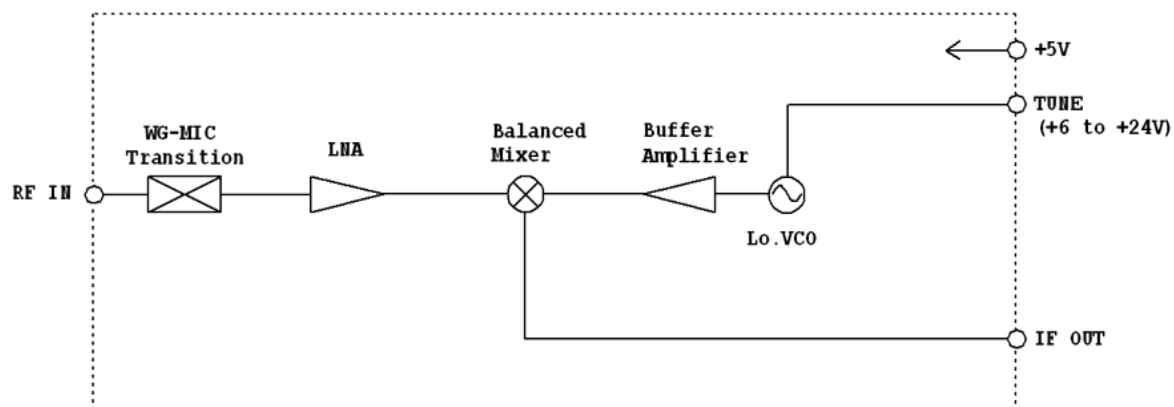 +5V
TUNE
(+6 to +24V)
WG-MIC
Transition
LNA
Balanced
Mixer
Buffer
Amplifier
RF IN
Lo.VCO
IF OUT